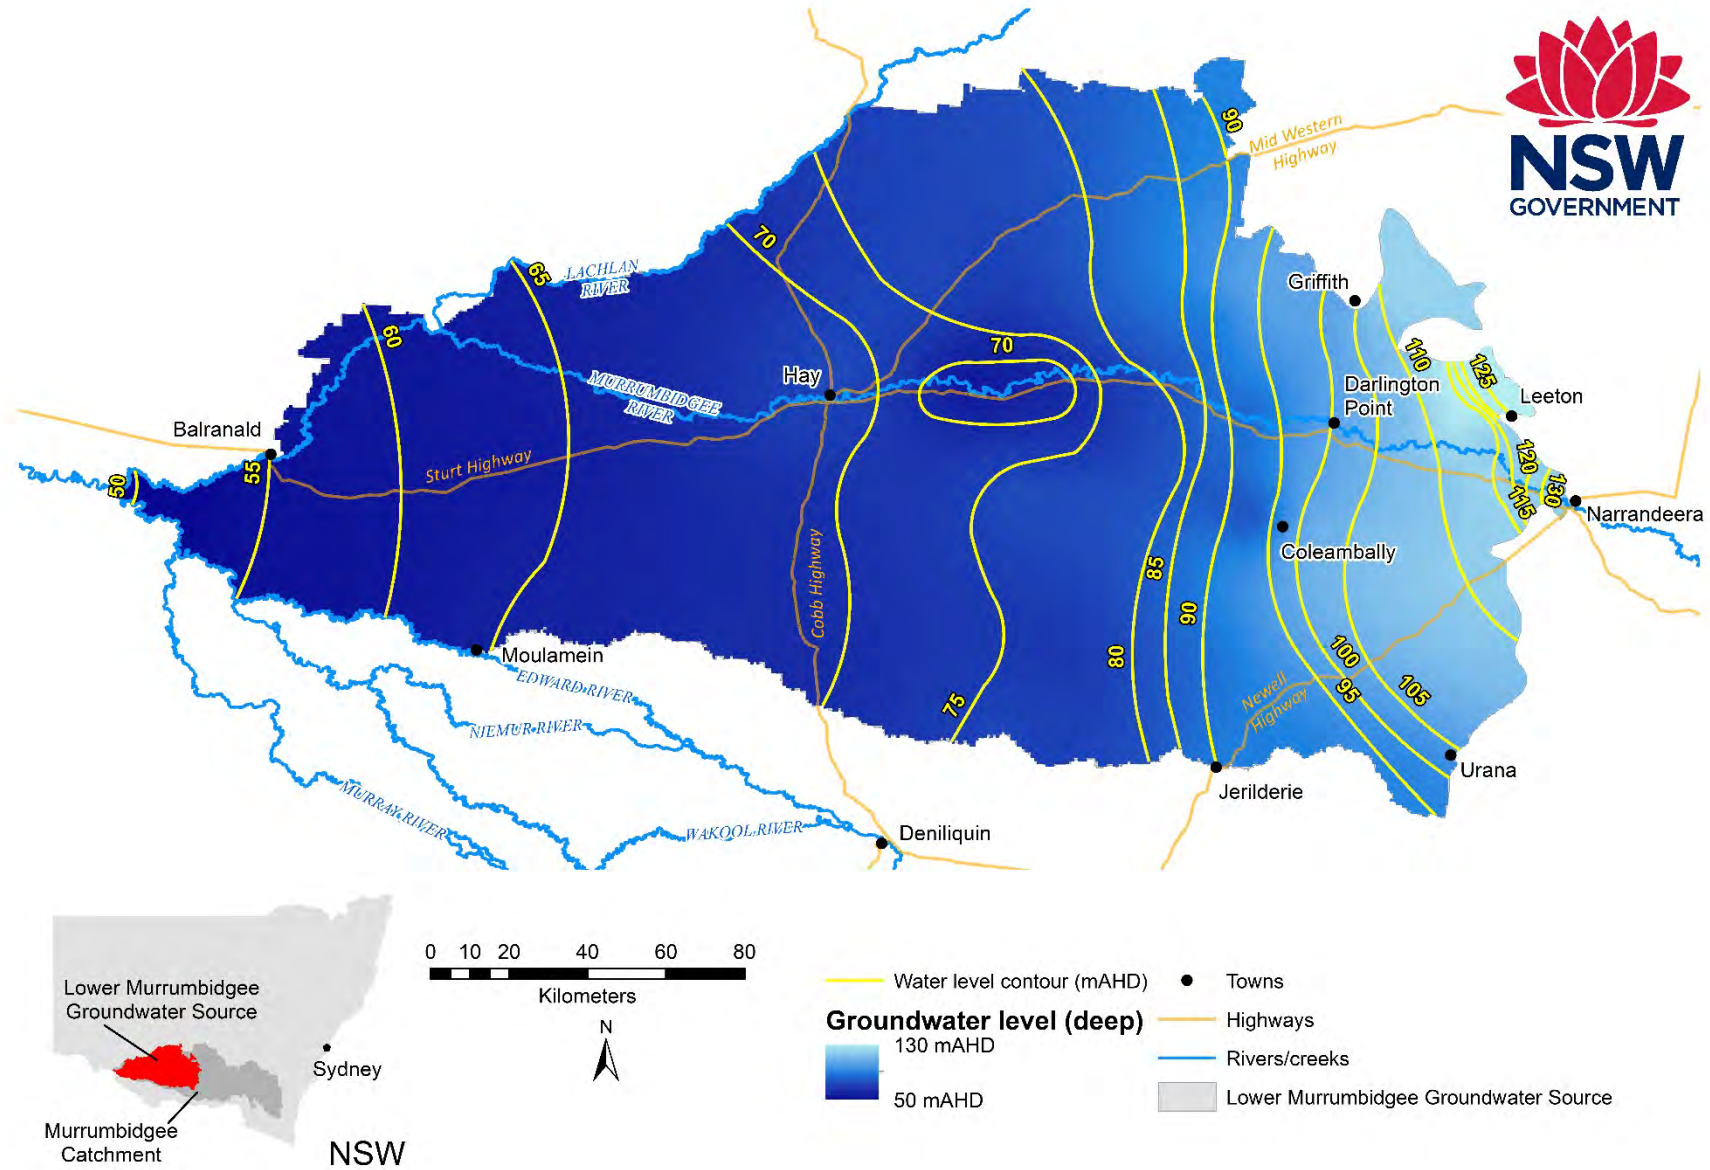 90
Mid Western
Highway
NSW
GOVERNMENT
70
65
LACHLAN
RIVER
Griffith
60
70
110
125
Hay
MURRUMBIDGEE
RIVER
Darlington
Point
Leeton
Balranald
Sturt Highway
55
50
120
130
115
Narrandeera
Coleambally
85
Cobb Highway
90
80
100
95
105
Moulamein
EDWARD RIVER
75
Newell
Highway
NIEMUR RIVER
Urana
Jerilderie
MURRAY RIVER
WAKOOL RIVER
Deniliquin
0 10 20 40 60 80
Kilometers
N
Lower Murrumbidgee
Groundwater Source
Sydney
Murrumbidgee
Catchment
NSW
Water level contour (mAHD)
Groundwater level (deep)
130 mAHD
50 mAHD
Towns
Highways
Rivers/creeks
Lower Murrumbidgee Groundwater Source